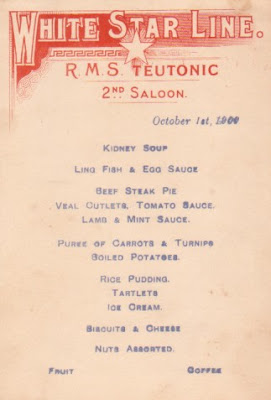 WHITE STAR LINE.
R.M.S. TEUTONIC
2ND SALOON.
October 1st, 1900
KIDNEY SOUP
LING FISH & EGG SAUCE
BEEF STEAK PIE
VEAL CUTLETS, TOMATO SAUCE.
LAMB & MINT SAUCE.
PUREE OF CARROTS & TURNIPS
BOILED POTATOES.
RICE PUDDING.
TARTLETS
ICE CREAM.
BISCUITS & CHEESE
NUTS ASSORTED.
FRUIT COFFEE